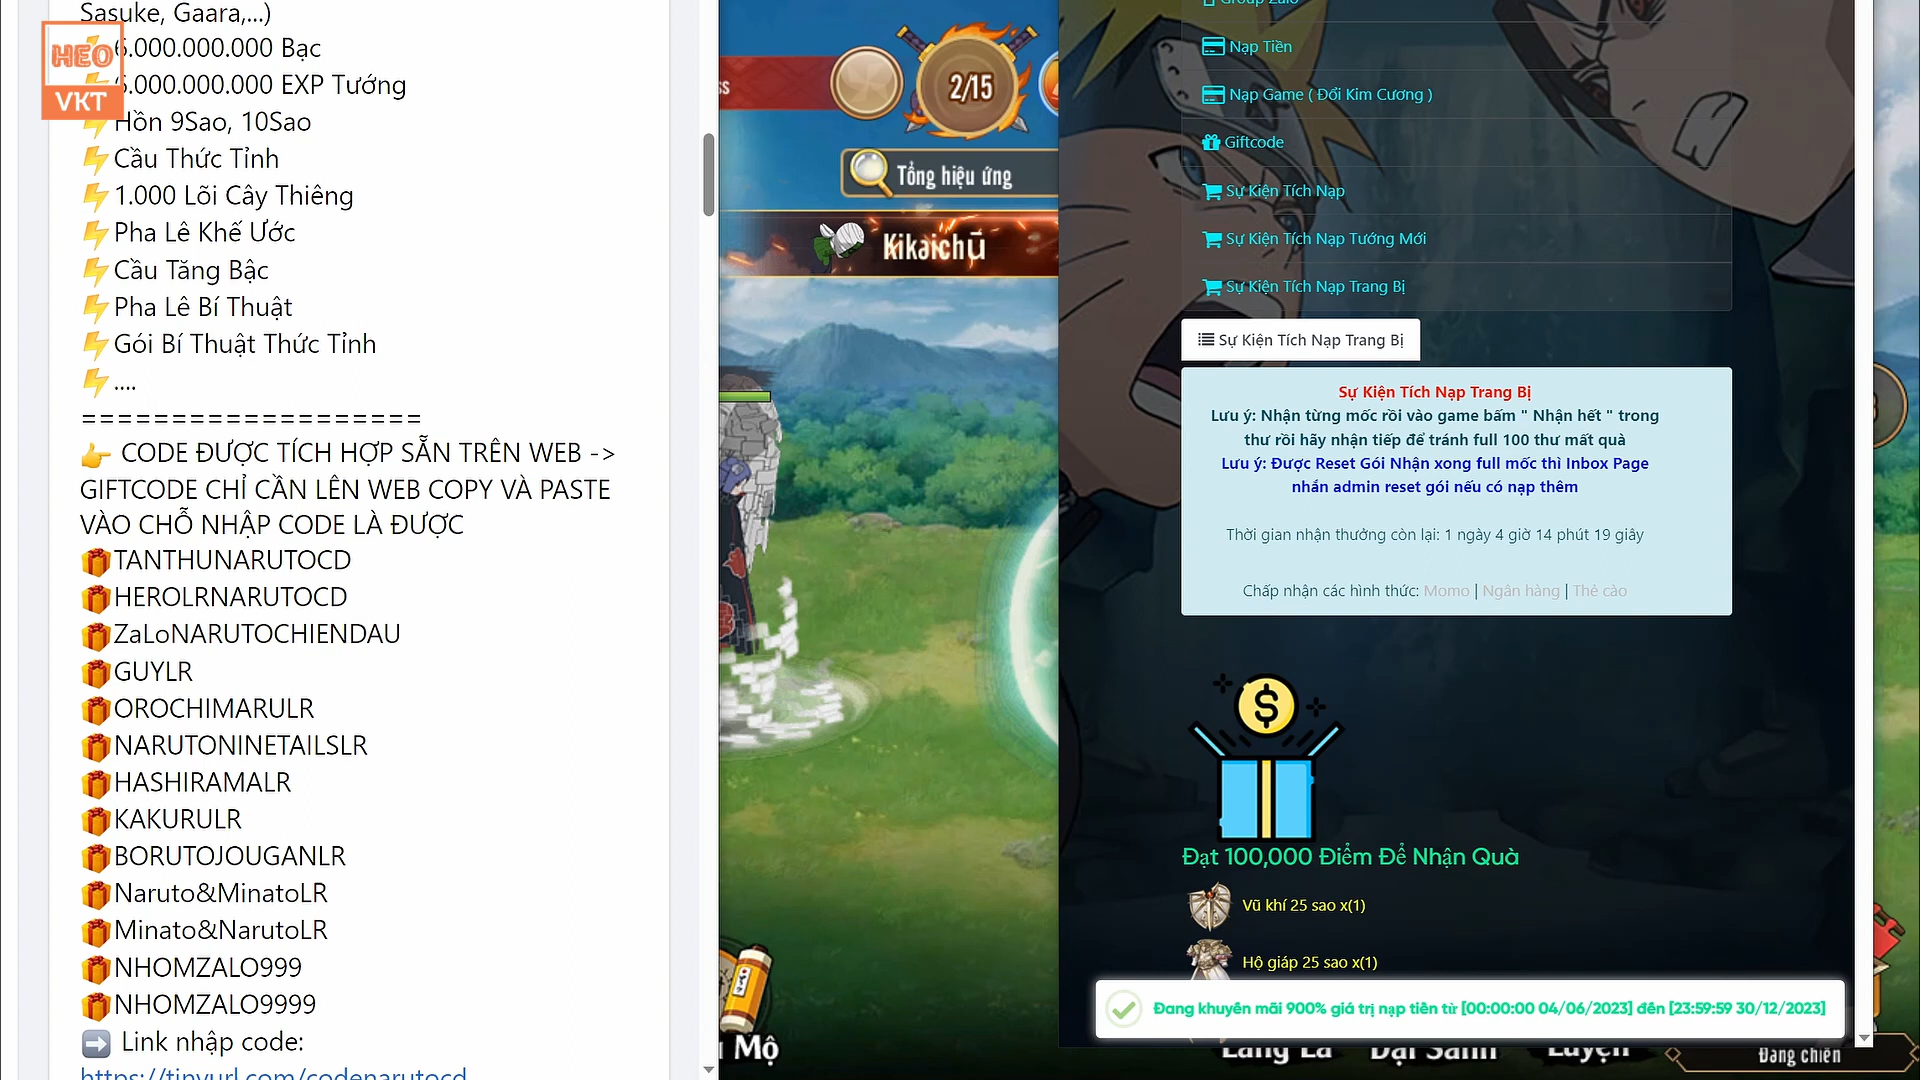 Sasuke, Gaara,...)
HEO
VKT
6.000.000.000 Bạc
6.000.000.000 EXP Tướng
Hồn 9Sao, 10Sao
Cầu Thức Tỉnh
1.000 Lõi Cây Thiêng
Pha Lê Khế Ước
Cầu Tăng Bậc
Pha Lê Bí Thuật
Gói Bí Thuật Thức Tỉnh
....
===================
CODE ĐƯỢC TÍCH HỢP SẴN TRÊN WEB ->
GIFTCODE CHỈ CẦN LÊN WEB COPY VÀ PASTE
VÀO CHỖ NHẬP CODE LÀ ĐƯỢC
TANTHUNARUTOCD
HEROLRNARUTOCD
ZaLoNARUTOCHIENDAU
GUYLR
OROCHIMARULR
NARUTONINETAILSLR
HASHIRAMALR
KAKURULR
BORUTOJOUGANLR
Naruto&MinatoLR
Minato&NarutoLR
NHOMZALO999
NHOMZALO9999
Link nhập code:
https://tinyurl.com/codenarutocd
2/15
Tổng hiệu ứng
Kikaichū
Mộ
Group Zalo
Nạp Tiền
Nạp Game ( Đổi Kim Cương )
Giftcode
Sự Kiện Tích Nạp
Sự Kiện Tích Nạp Tướng Mới
Sự Kiện Tích Nạp Trang Bị
Sự Kiện Tích Nạp Trang Bị
Sự Kiện Tích Nạp Trang Bị
Lưu ý: Nhận từng mốc rồi vào game bấm " Nhận hết " trong
thư rồi hãy nhận tiếp để tránh full 100 thư mất quà
Lưu ý: Được Reset Gói Nhận xong full mốc thì Inbox Page
nhắn admin reset gói nếu có nạp thêm
Thời gian nhận thưởng còn lại: 1 ngày 4 giờ 14 phút 19 giây
Chấp nhận các hình thức: Momo | Ngân hàng | Thẻ cào
Đạt 100,000 Điểm Để Nhận Quà
Vũ khí 25 sao x(1)
Hộ giáp 25 sao x(1)
Đang khuyến mãi 900% giá trị nạp tiền từ [00:00:00 04/06/2023] đến [23:59:59 30/12/2023]
Làng Lá
Đại Sảnh
Luyện
Đang chiến